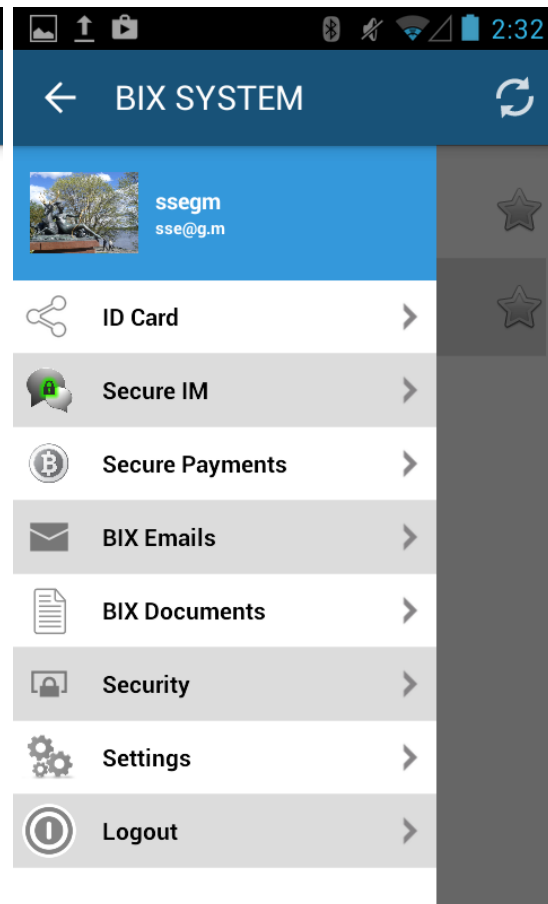 2:32
BIX SYSTEM
ssegm
sse@g.m
ID Card
Secure IM
Secure Payments
BIX Emails
BIX Documents
Security
Settings
Logout